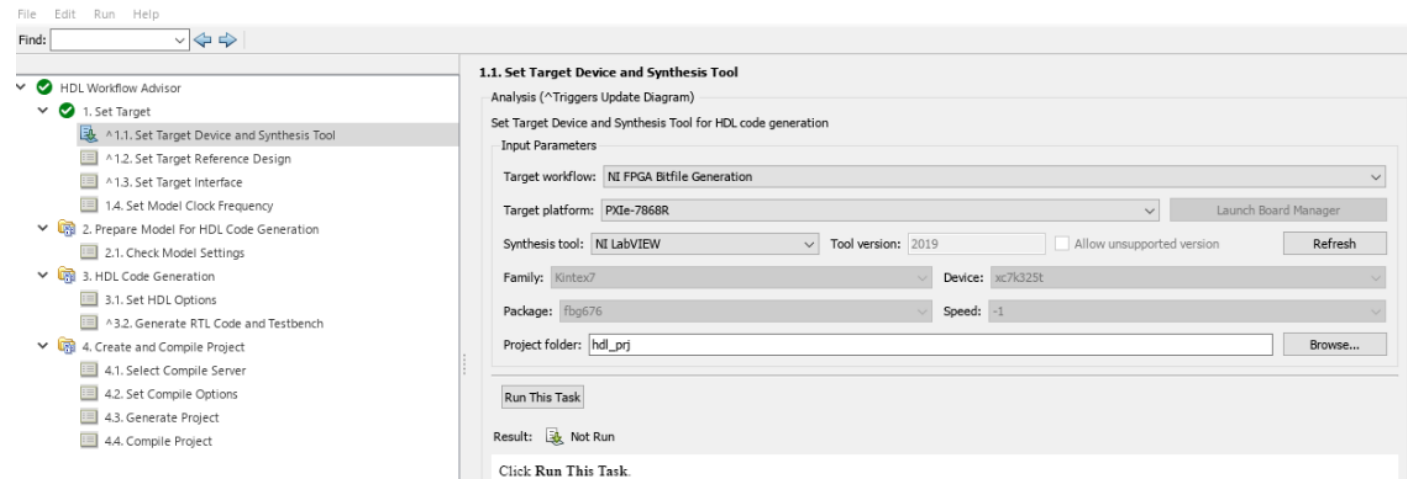 File Edit Run Help
Find:
HDL Workflow Advisor
1. Set Target
^1.1. Set Target Device and Synthesis Tool
^1.2. Set Target Reference Design
^1.3. Set Target Interface
1.4. Set Model Clock Frequency
2. Prepare Model For HDL Code Generation
2.1. Check Model Settings
3. HDL Code Generation
3.1. Set HDL Options
^3.2. Generate RTL Code and Testbench
4. Create and Compile Project
4.1. Select Compile Server
4.2. Set Compile Options
4.3. Generate Project
4.4. Compile Project
1.1. Set Target Device and Synthesis Tool
Analysis (^Triggers Update Diagram)
Set Target Device and Synthesis Tool for HDL code generation
Input Parameters
Target workflow: NI FPGA Bitfile Generation
Target platform: PXIe-7868R Launch Board Manager
Synthesis tool: NI LabVIEW Tool version: 2019 Allow unsupported version Refresh
Family: Kintex7 Device: xc7k325t
Package: fbg676 Speed: -1
Project folder: hdl_prj Browse...
Run This Task
Result: Not Run
Click Run This Task.